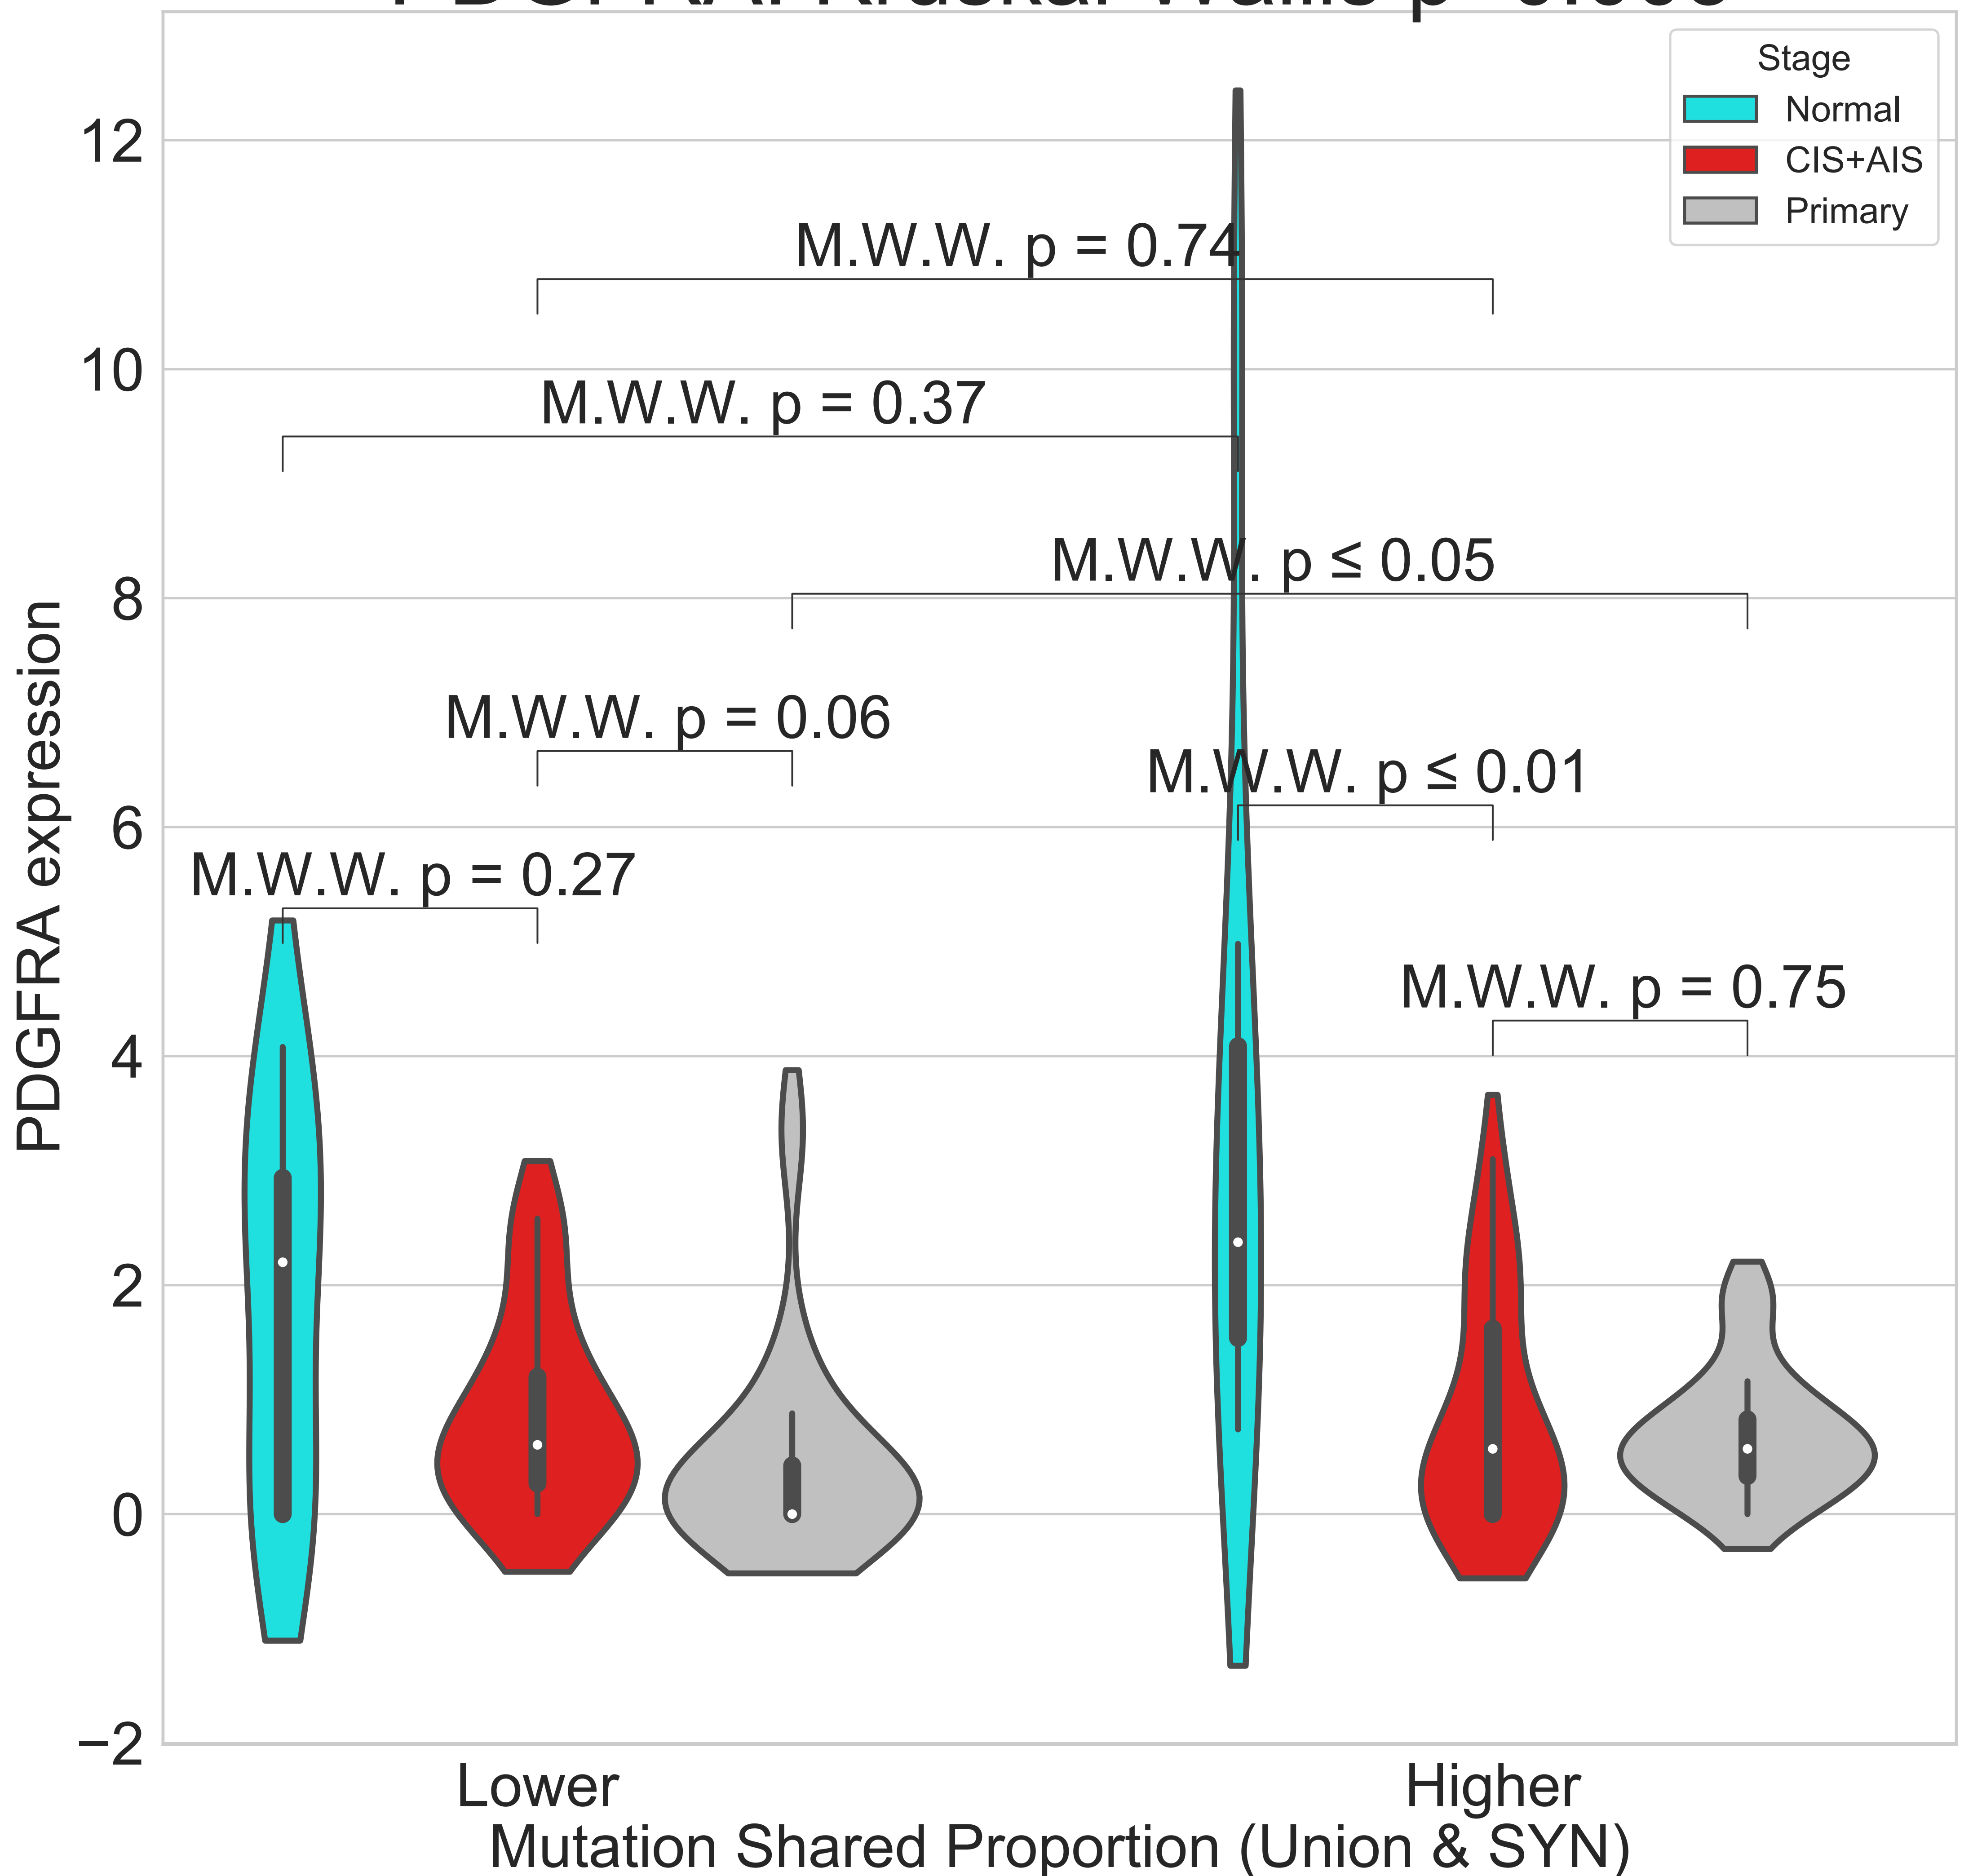 Stage
Normal
CIS+AIS
Primary
12
10
8
6
4
2
0
−2
PDGFRA expression
M.W.W. p = 0.74
M.W.W. p = 0.37
M.W.W. p ≤ 0.05
M.W.W. p = 0.06
M.W.W. p ≤ 0.01
M.W.W. p = 0.27
M.W.W. p = 0.75
Lower
Higher
Mutation Shared Proportion (Union & SYN)